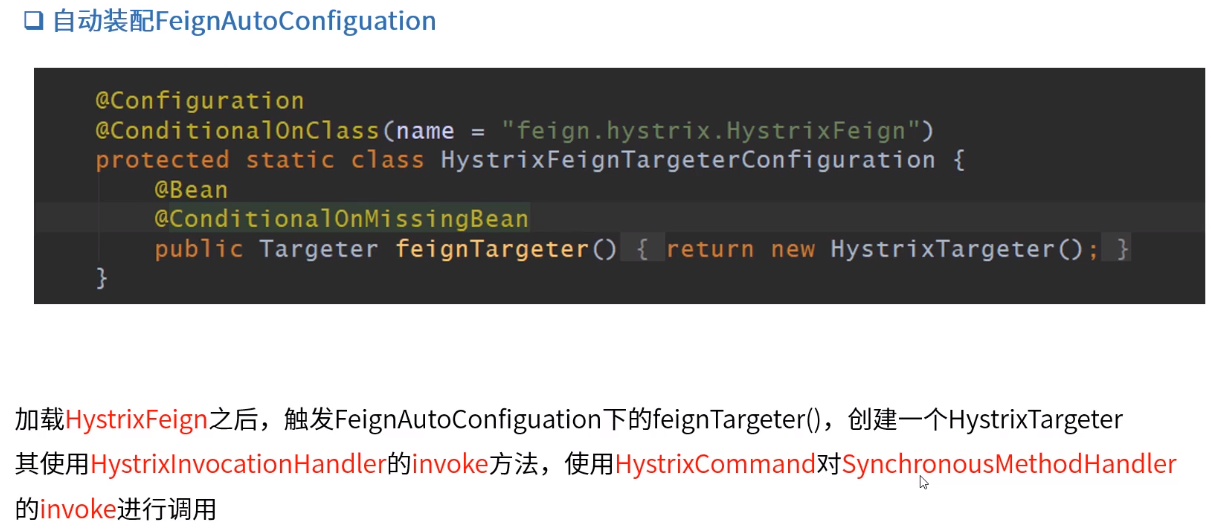 自动装配FeignAutoConfiguation
@Configuration
@ConditionalOnClass(name = "feign.hystrix.HystrixFeign")
protected static class HystrixFeignTargeterConfiguration {
@Bean
@ConditionalOnMissingBean
public Targeter feignTargeter() { return new HystrixTargeter(); }
}
加载HystrixFeign之后，触发FeignAutoConfiguation下的feignTargeter()，创建一个HystrixTargeter
其使用HystrixInvocationHandler的invoke方法，使用HystrixCommand对SynchronousMethodHandler
的invoke进行调用